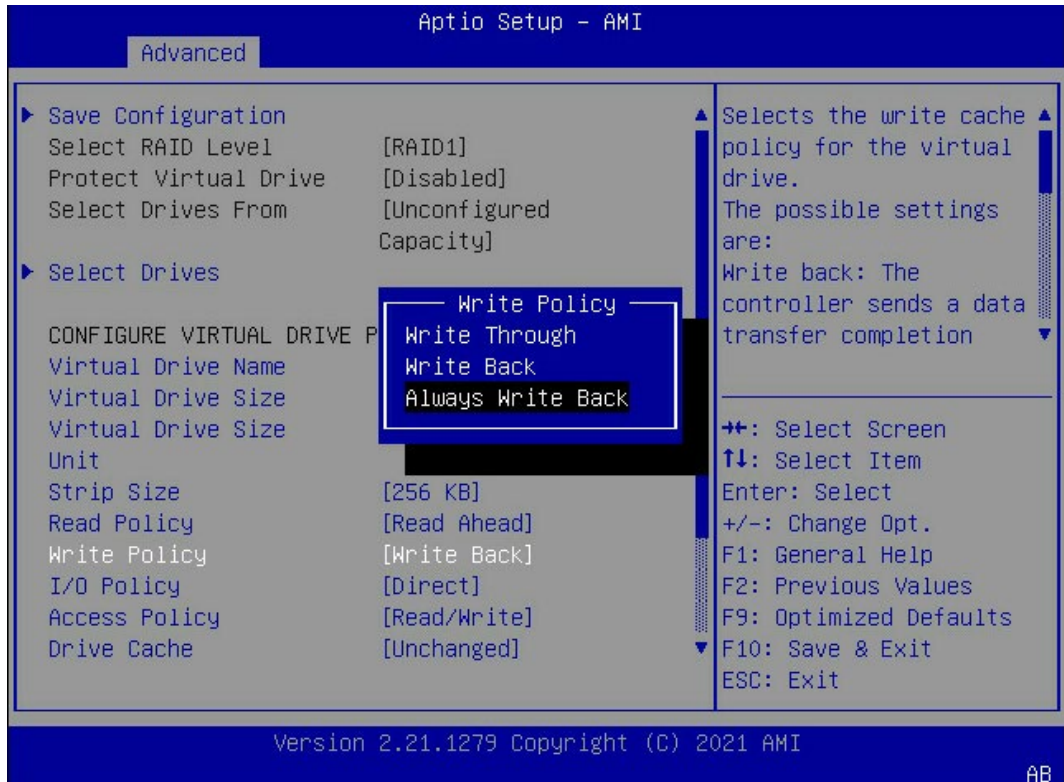 Aptio Setup – AMI
Advanced
Save Configuration
Select RAID Level [RAID1]
Protect Virtual Drive [Disabled]
Select Drives From [Unconfigured
Capacity]
Select Drives
CONFIGURE VIRTUAL DRIVE P
Virtual Drive Name
Virtual Drive Size
Virtual Drive Size
Unit
Strip Size [256 KB]
Read Policy [Read Ahead]
Write Policy [Write Back]
I/O Policy [Direct]
Access Policy [Read/Write]
Drive Cache [Unchanged]
Write Policy
Write Through
Write Back
Always Write Back
Selects the write cache
policy for the virtual
drive.
The possible settings
are:
Write back: The
controller sends a data
transfer completion
→←: Select Screen
↑↓: Select Item
Enter: Select
+/-: Change Opt.
F1: General Help
F2: Previous Values
F9: Optimized Defaults
F10: Save & Exit
ESC: Exit
Version 2.21.1279 Copyright (C) 2021 AMI
AB